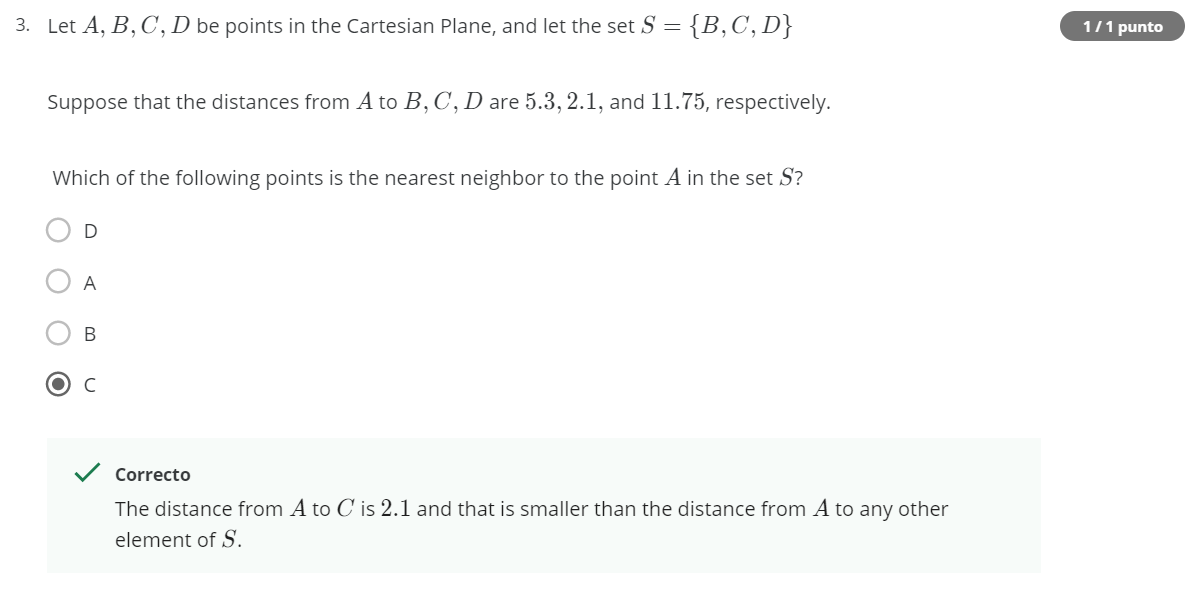 3. Let A, B, C, D be points in the Cartesian Plane, and let the set S = {B, C, D}
1 / 1 punto
Suppose that the distances from A to B, C, D are 5.3, 2.1, and 11.75, respectively.
Which of the following points is the nearest neighbor to the point A in the set S?
D
A
B
C
Correcto
The distance from A to C is 2.1 and that is smaller than the distance from A to any other
element of S.